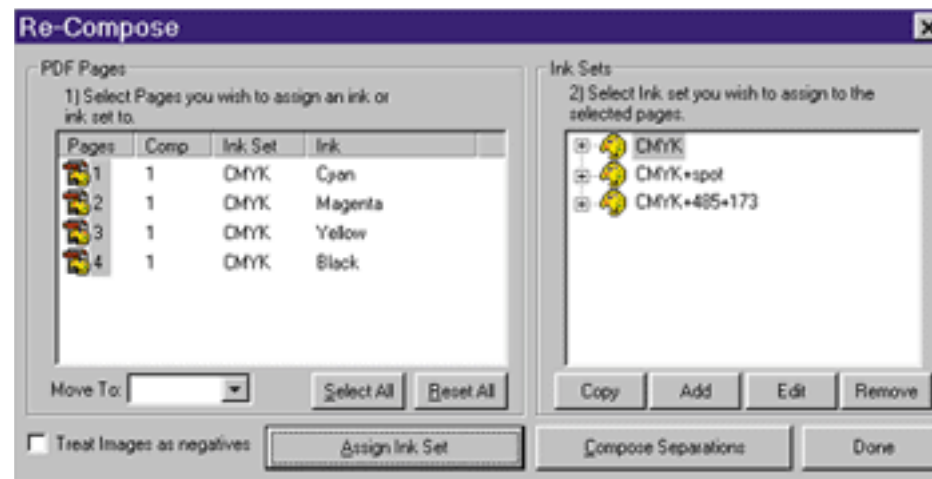 Re-Compose
PDF Pages
1) Select Pages you wish to assign an ink or
ink set to.
Pages Comp Ink Set Ink
1 1 CMYK Cyan
2 1 CMYK Magenta
3 1 CMYK Yellow
4 1 CMYK Black
Move To:
Select All
Reset All
Ink Sets
2) Select Ink set you wish to assign to the
selected pages.
CMYK
CMYK+spot
CMYK+485+173
Copy
Add
Edit
Remove
Treat Images as negatives
Assign Ink Set
Compose Separations
Done